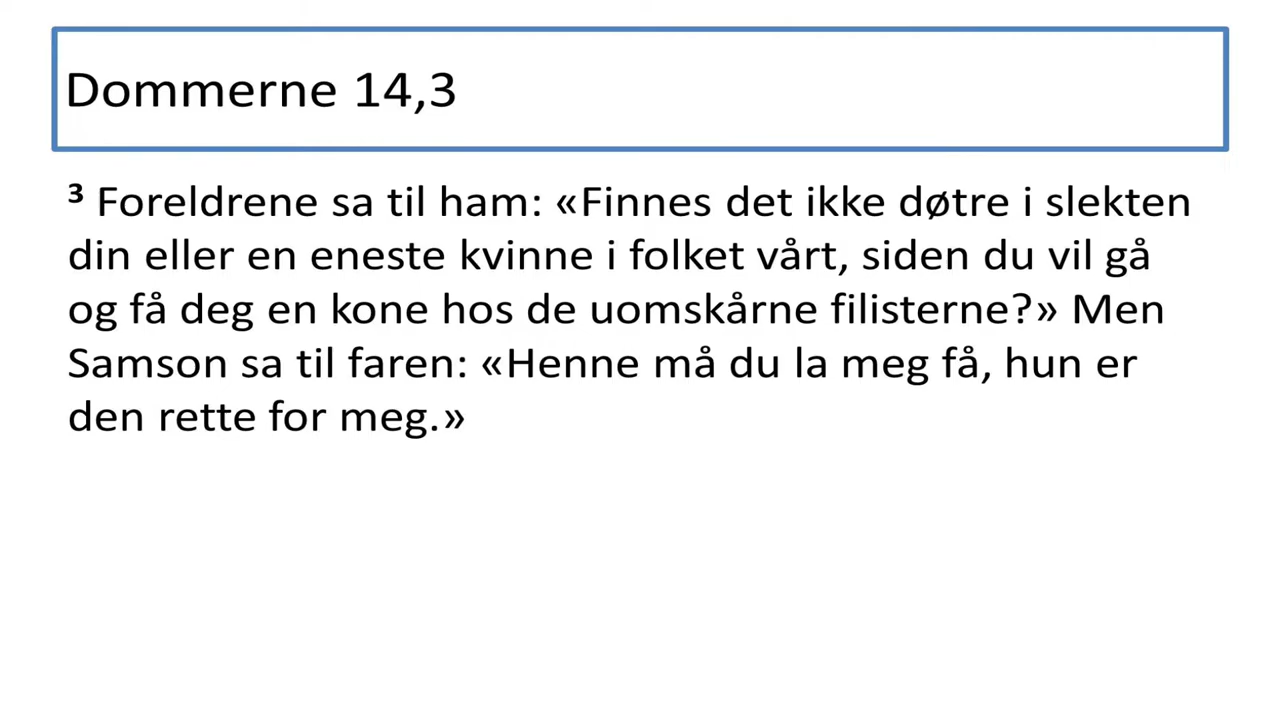 Dommerne 14,3
³ Foreldrene sa til ham: «Finnes det ikke døtre i slekten
din eller en eneste kvinne i folket vårt, siden du vil gå
og få deg en kone hos de uomskårne filisterne?» Men
Samson sa til faren: «Henne må du la meg få, hun er
den rette for meg.»